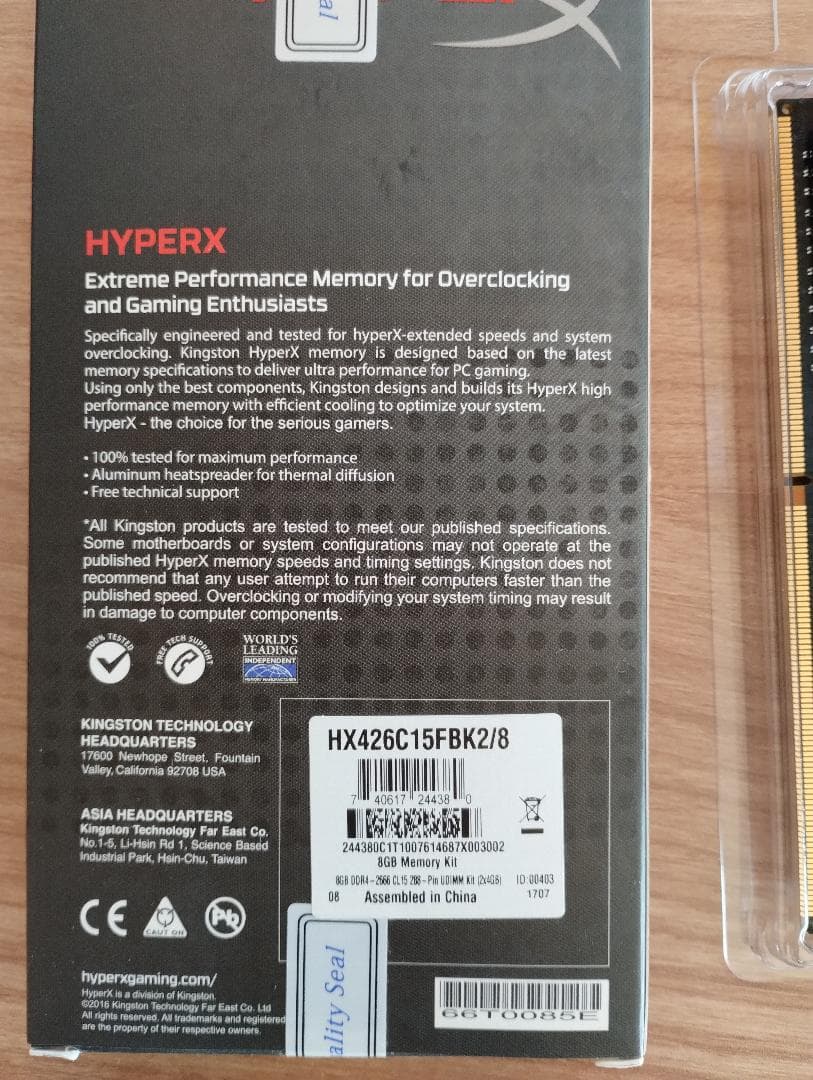 al
HYPERX
Extreme Performance Memory for Overclocking
and Gaming Enthusiasts
Specifically engineered and tested for hyperX-extended speeds and system
overclocking. Kingston HyperX memory is designed based on the latest
memory specifications to deliver ultra performance for PC gaming.
Using only the best components, Kingston designs and builds its HyperX high
performance memory with efficient cooling to optimize your system.
HyperX - the choice for the serious gamers.
• 100% tested for maximum performance
• Aluminum heatspreader for thermal diffusion
• Free technical support
*All Kingston products are tested to meet our published specifications.
Some motherboards or system configurations may not operate at the
published HyperX memory speeds and timing settings. Kingston does not
recommend that any user attempt to run their computers faster than the
published speed. Overclocking or modifying your system timing may result
in damage to computer components.
100% TESTED
FREE TECH SUPPORT
WORLD'S
LEADING
INDEPENDENT
MEMORY MANUFACTURER
KINGSTON TECHNOLOGY
HEADQUARTERS
17600 Newhope Street, Fountain
Valley, California 92708 USA
ASIA HEADQUARTERS
Kingston Technology Far East Co.
No.1-5, Li-Hsin Rd 1, Science Based
Industrial Park, Hsin-Chu, Taiwan
HX426C15FBK2/8
7 40617 24438 0
244380C1T1007614687X003002
8GB Memory Kit
8GB DDR4-2666 CL15 288-Pin UDIMM Kit (2x4GB) ID:00403
08 Assembled in China 1707
CE
CAUTION
Pb
ality Seal
hyperxgaming.com/
HyperX is a division of Kingston.
©2016 Kingston Technology Far East Co. Ltd
All rights reserved. All trademarks and registered
are the property of their respective owners.
66T0085E